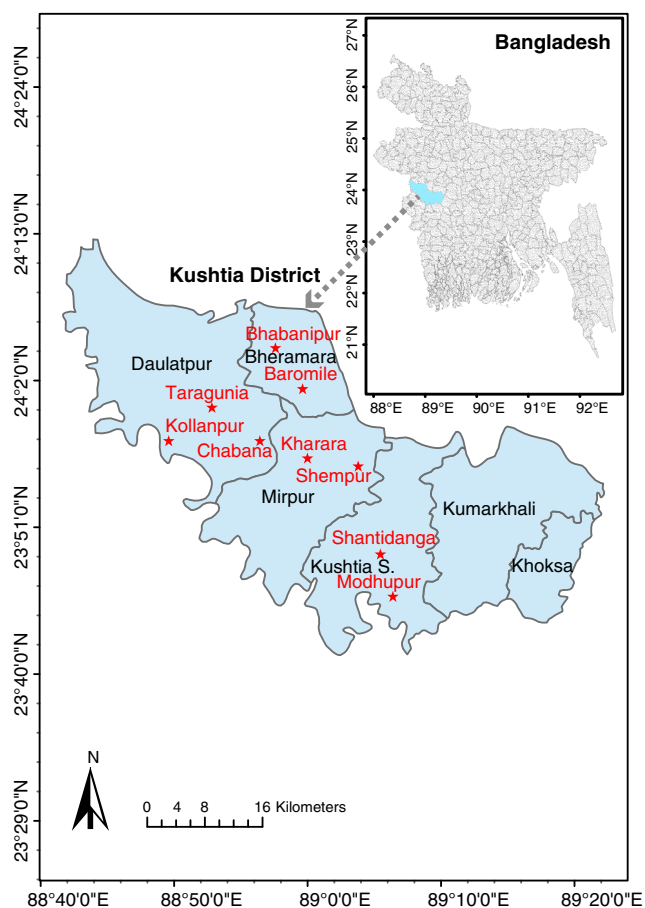 Bangladesh
27°N
26°N
25°N
24°N
23°N
22°N
21°N
88°E
89°E
90°E
91°E
92°E
24°24'0"N
24°13'0"N
24°2'0"N
23°51'0"N
23°40'0"N
23°29'0"N
Kushtia District
Bhabanipur
Bheramara
Daulatpur
Baromile
Taragunia
Kollanpur
Chabana
Kharara
Shempur
Mirpur
Kumarkhali
Shantidanga
Kushtia S.
Khoksa
Modhupur
N
0 4 8 16 Kilometers
88°40'0"E
88°50'0"E
89°0'0"E
89°10'0"E
89°20'0"E